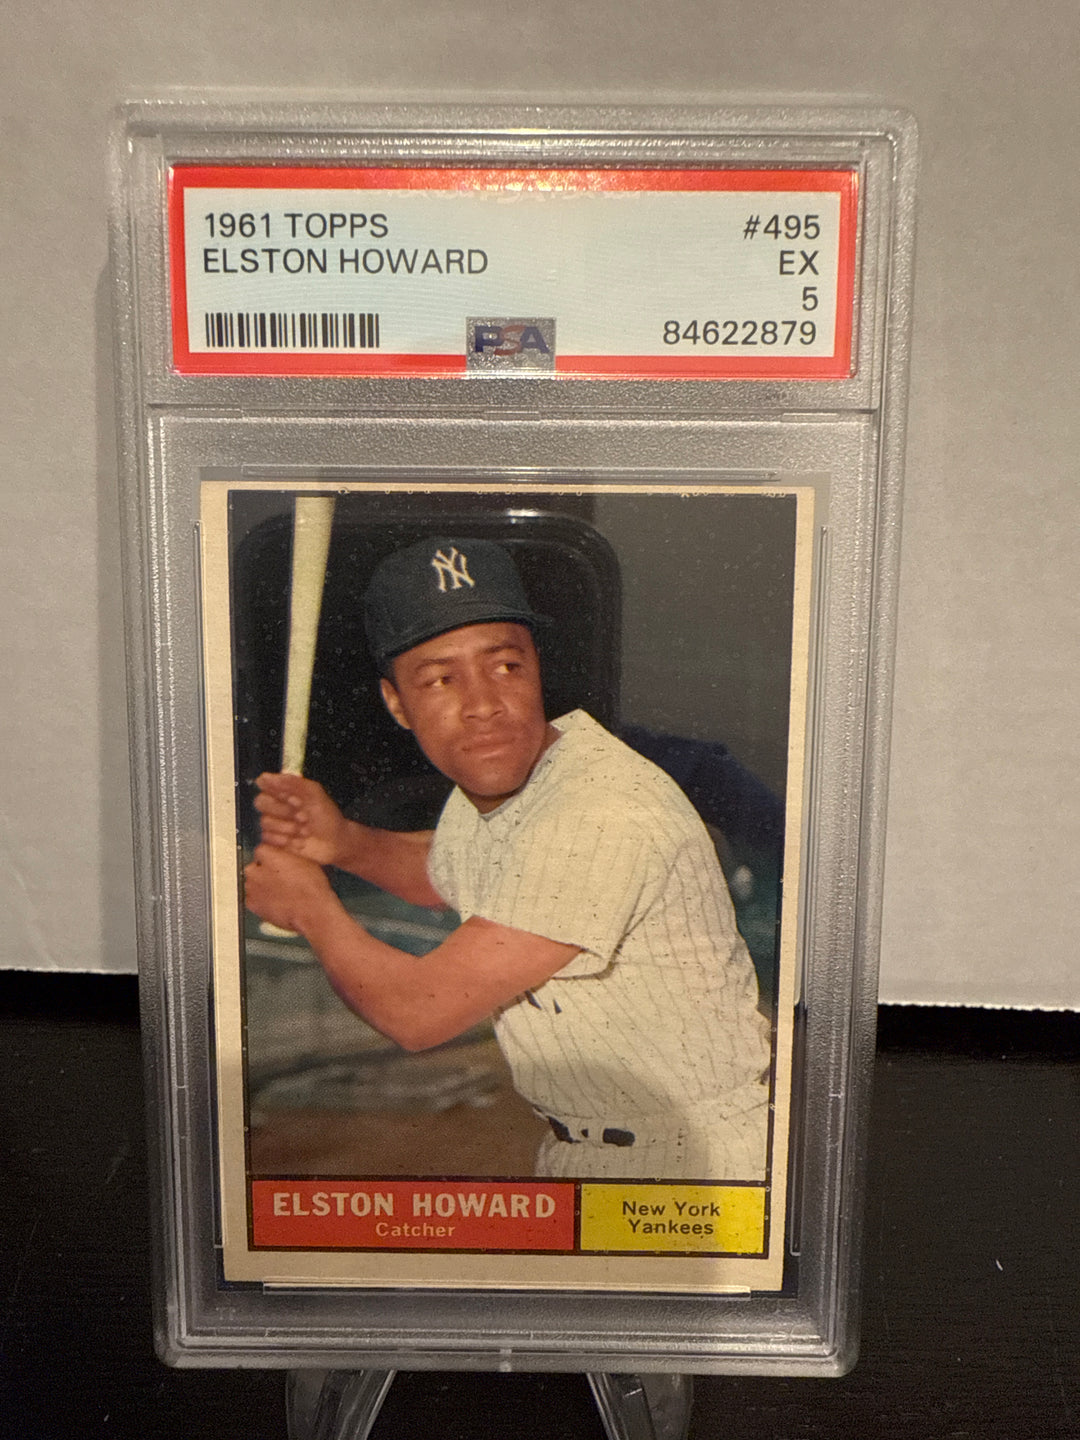 1961 TOPPS #495
ELSTON HOWARD EX
5
PSA 84622879
NY
ELSTON HOWARD
Catcher
New York
Yankees